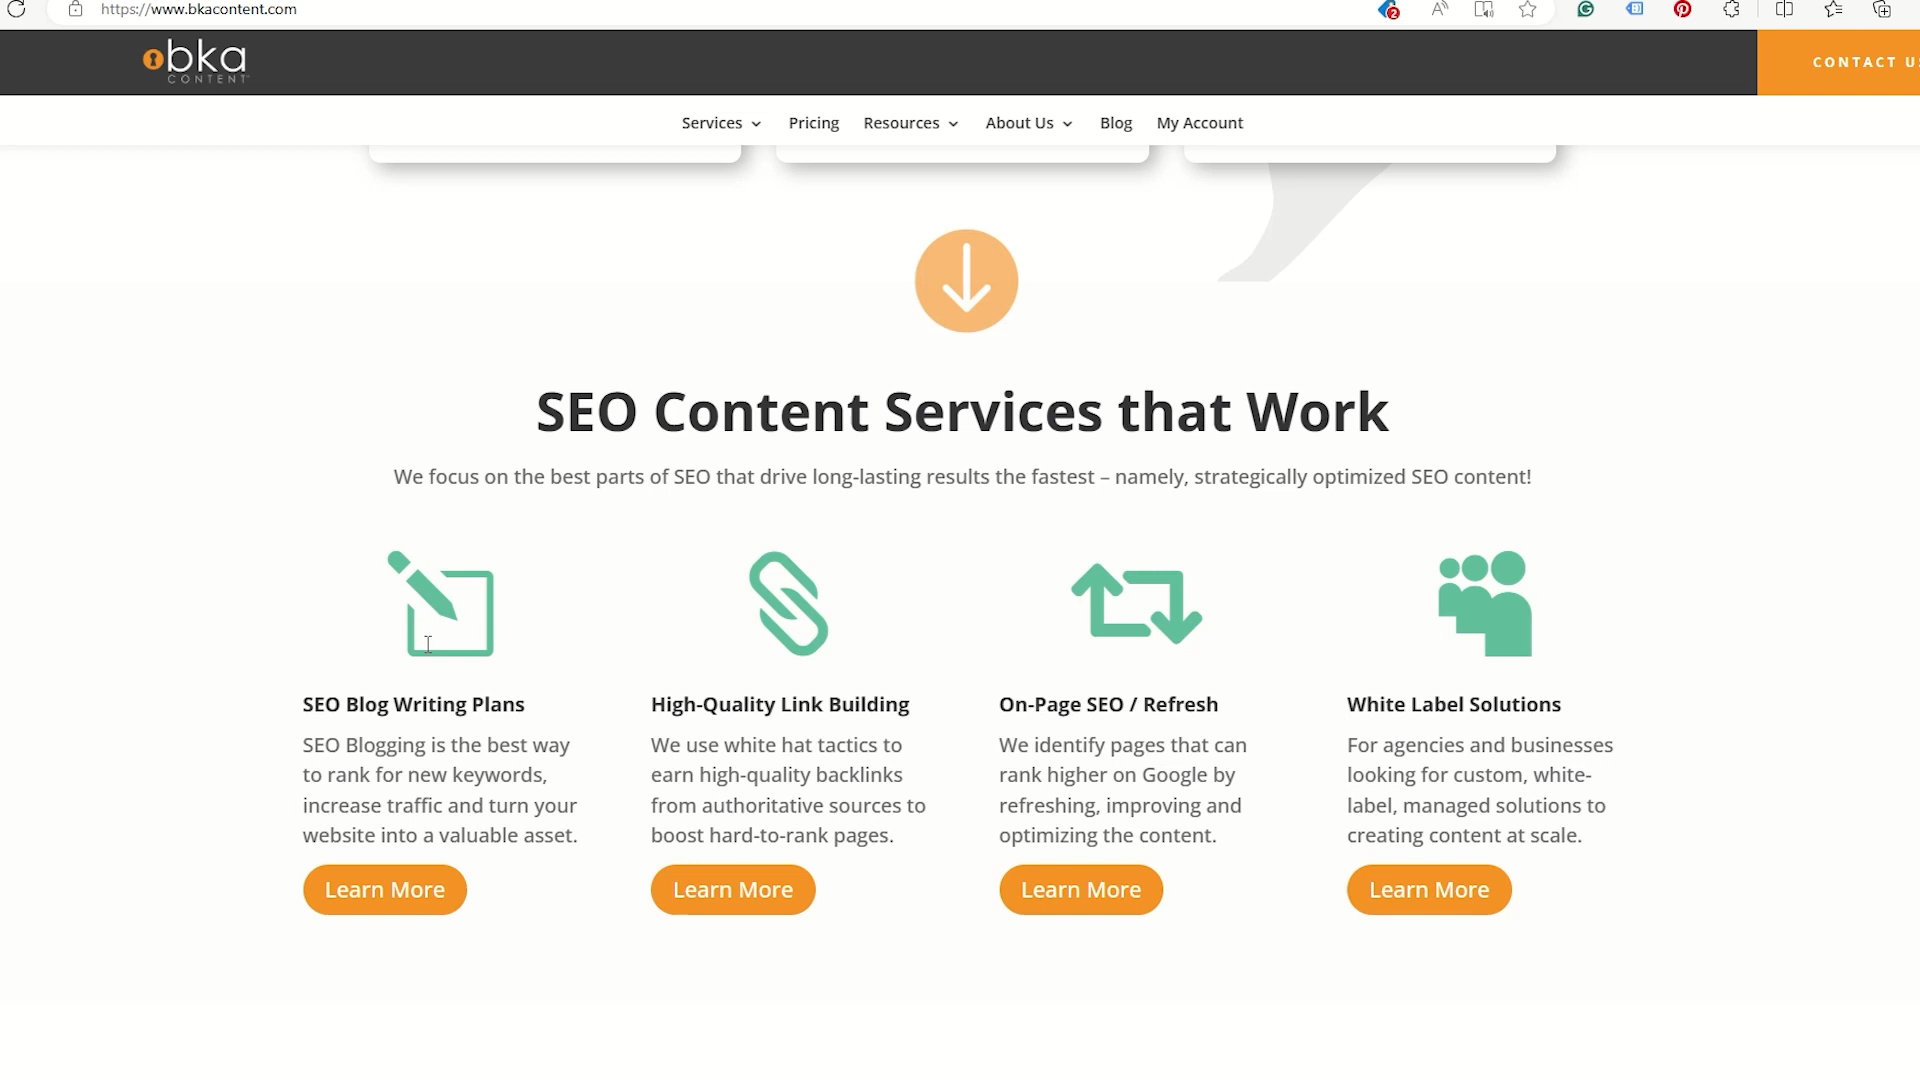 https://www.bkacontent.com
2
bka
CONTENT
CONTACT US
Services
Pricing
Resources
About Us
Blog
My Account
SEO Content Services that Work
We focus on the best parts of SEO that drive long-lasting results the fastest – namely, strategically optimized SEO content!
SEO Blog Writing Plans
SEO Blogging is the best way
to rank for new keywords,
increase traffic and turn your
website into a valuable asset.
Learn More
High-Quality Link Building
We use white hat tactics to
earn high-quality backlinks
from authoritative sources to
boost hard-to-rank pages.
Learn More
On-Page SEO / Refresh
We identify pages that can
rank higher on Google by
refreshing, improving and
optimizing the content.
Learn More
White Label Solutions
For agencies and businesses
looking for custom, white-
label, managed solutions to
creating content at scale.
Learn More